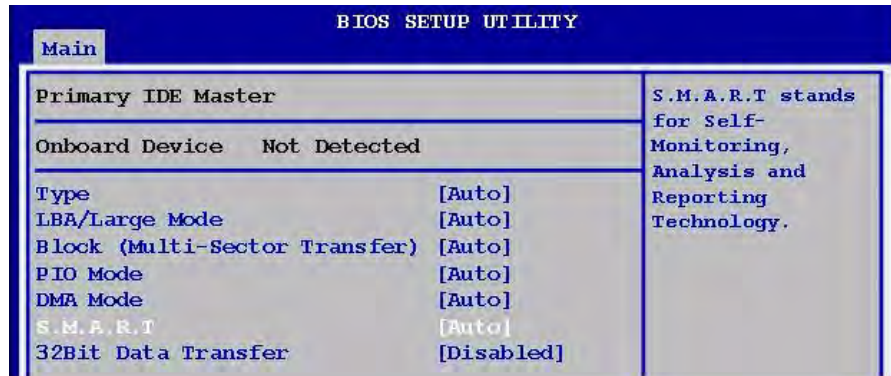 BIOS SETUP UTILITY
Main
Primary IDE Master
Onboard Device Not Detected
Type [Auto]
LBA/Large Mode [Auto]
Block (Multi-Sector Transfer) [Auto]
PIO Mode [Auto]
DMA Mode [Auto]
S.M.A.R.T [Auto]
32Bit Data Transfer [Disabled]
S.M.A.R.T stands
for Self-
Monitoring,
Analysis and
Reporting
Technology.